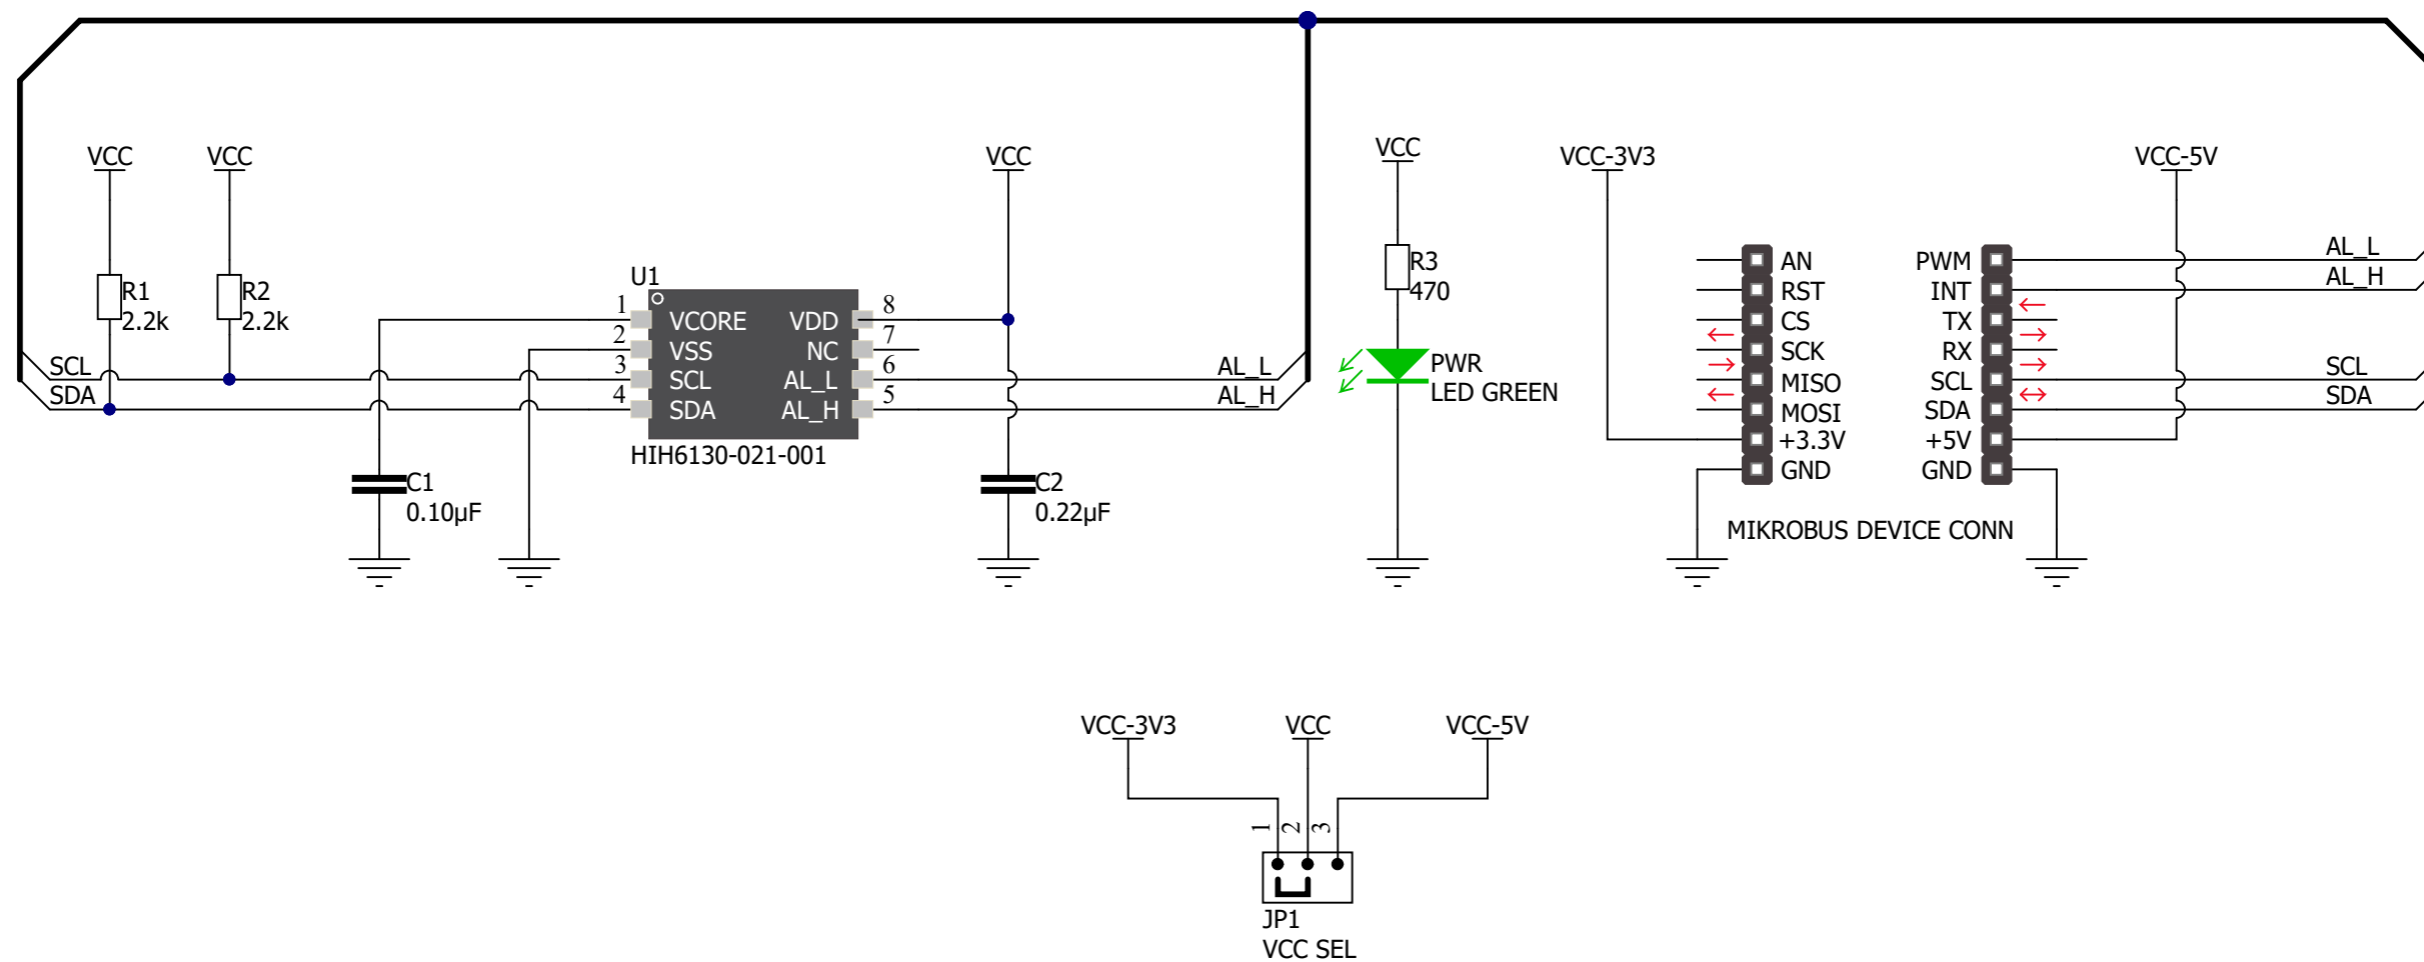 VCC
VCC
VCC
VCC
VCC-3V3
VCC-5V
R1
2.2k
R2
2.2k
SCL
SDA
U1
1
2
3
4
VCORE
VSS
SCL
SDA
VDD
NC
AL_L
AL_H
8
7
6
5
HIH6130-021-001
AL_L
AL_H
C1
0.10µF
C2
0.22µF
R3
470
PWR
LED GREEN
AN
RST
CS
SCK
MISO
MOSI
+3.3V
GND
PWM
INT
TX
RX
SCL
SDA
+5V
GND
AL_L
AL_H
SCL
SDA
MIKROBUS DEVICE CONN
VCC-3V3
VCC
VCC-5V
1
2
3
JP1
VCC SEL